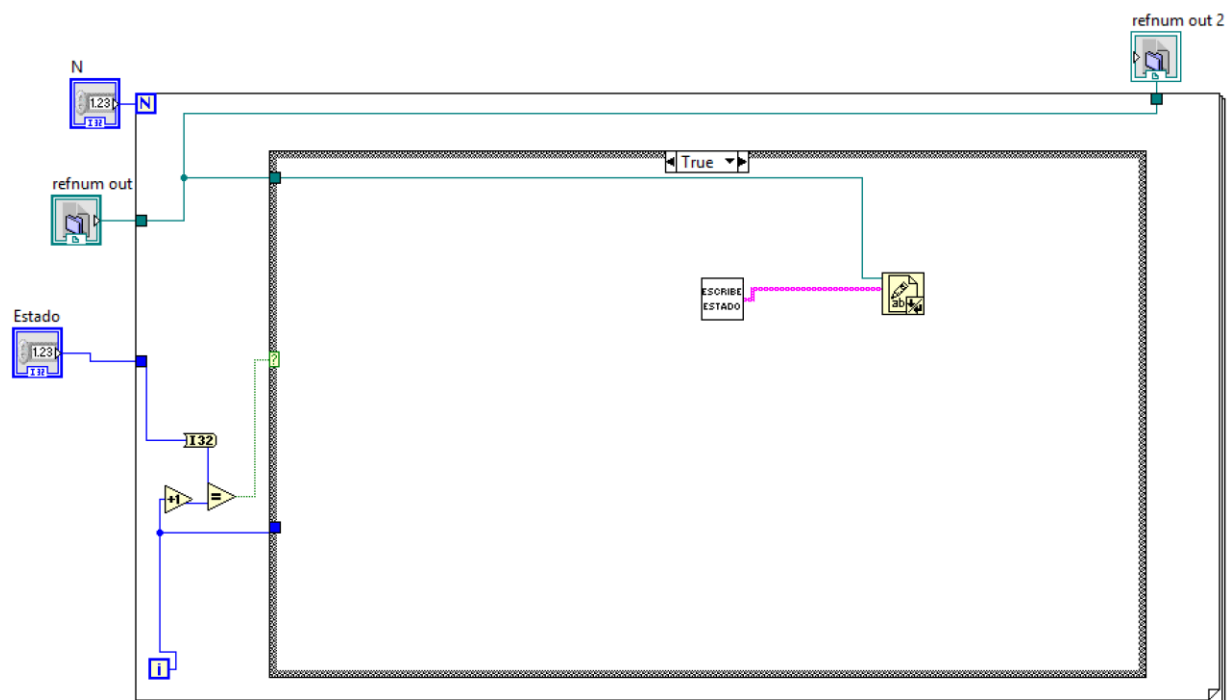 refnum out 2
N
1.23
I32
N
True
refnum out
ESCRIBE
ESTADO
ab
Estado
1.23
I32
?
I32
+1
=
i